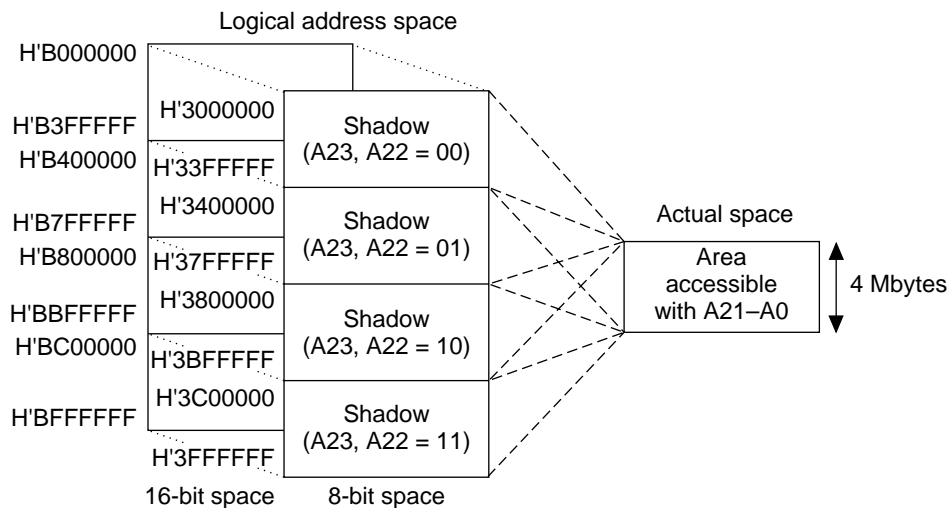 Logical address space
H'B000000
H'B3FFFFF
H'B400000
H'B7FFFFF
H'B800000
H'BBFFFFF
H'BC00000
H'BFFFFFF
H'3000000
H'33FFFFF
H'3400000
H'37FFFFF
H'3800000
H'3BFFFFF
H'3C00000
H'3FFFFFF
Shadow
(A23, A22 = 00)
Shadow
(A23, A22 = 01)
Shadow
(A23, A22 = 10)
Shadow
(A23, A22 = 11)
16-bit space
8-bit space
Actual space
Area
accessible
with A21–A0
4 Mbytes